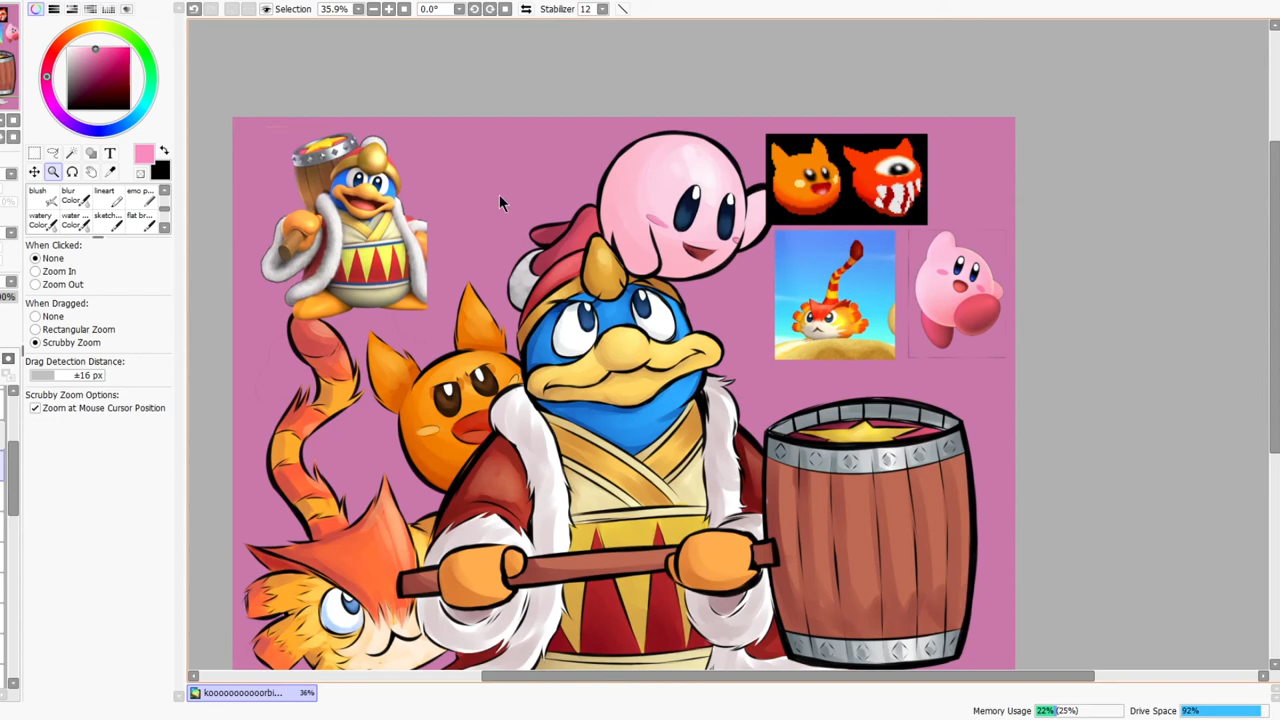 Selection 35.9% 0.0° Stabilizer 12
T
blush blur lineart emo p...
Color...
watery water ... sketch... flat br...
Color... Color...
When Clicked:
None
Zoom In
Zoom Out
When Dragged:
None
Rectangular Zoom
Scrubby Zoom
Drag Detection Distance:
±16 px
Scrubby Zoom Options:
Zoom at Mouse Cursor Position
kooooooooooorbi... 36%
Memory Usage 22% (25%) Drive Space 92%